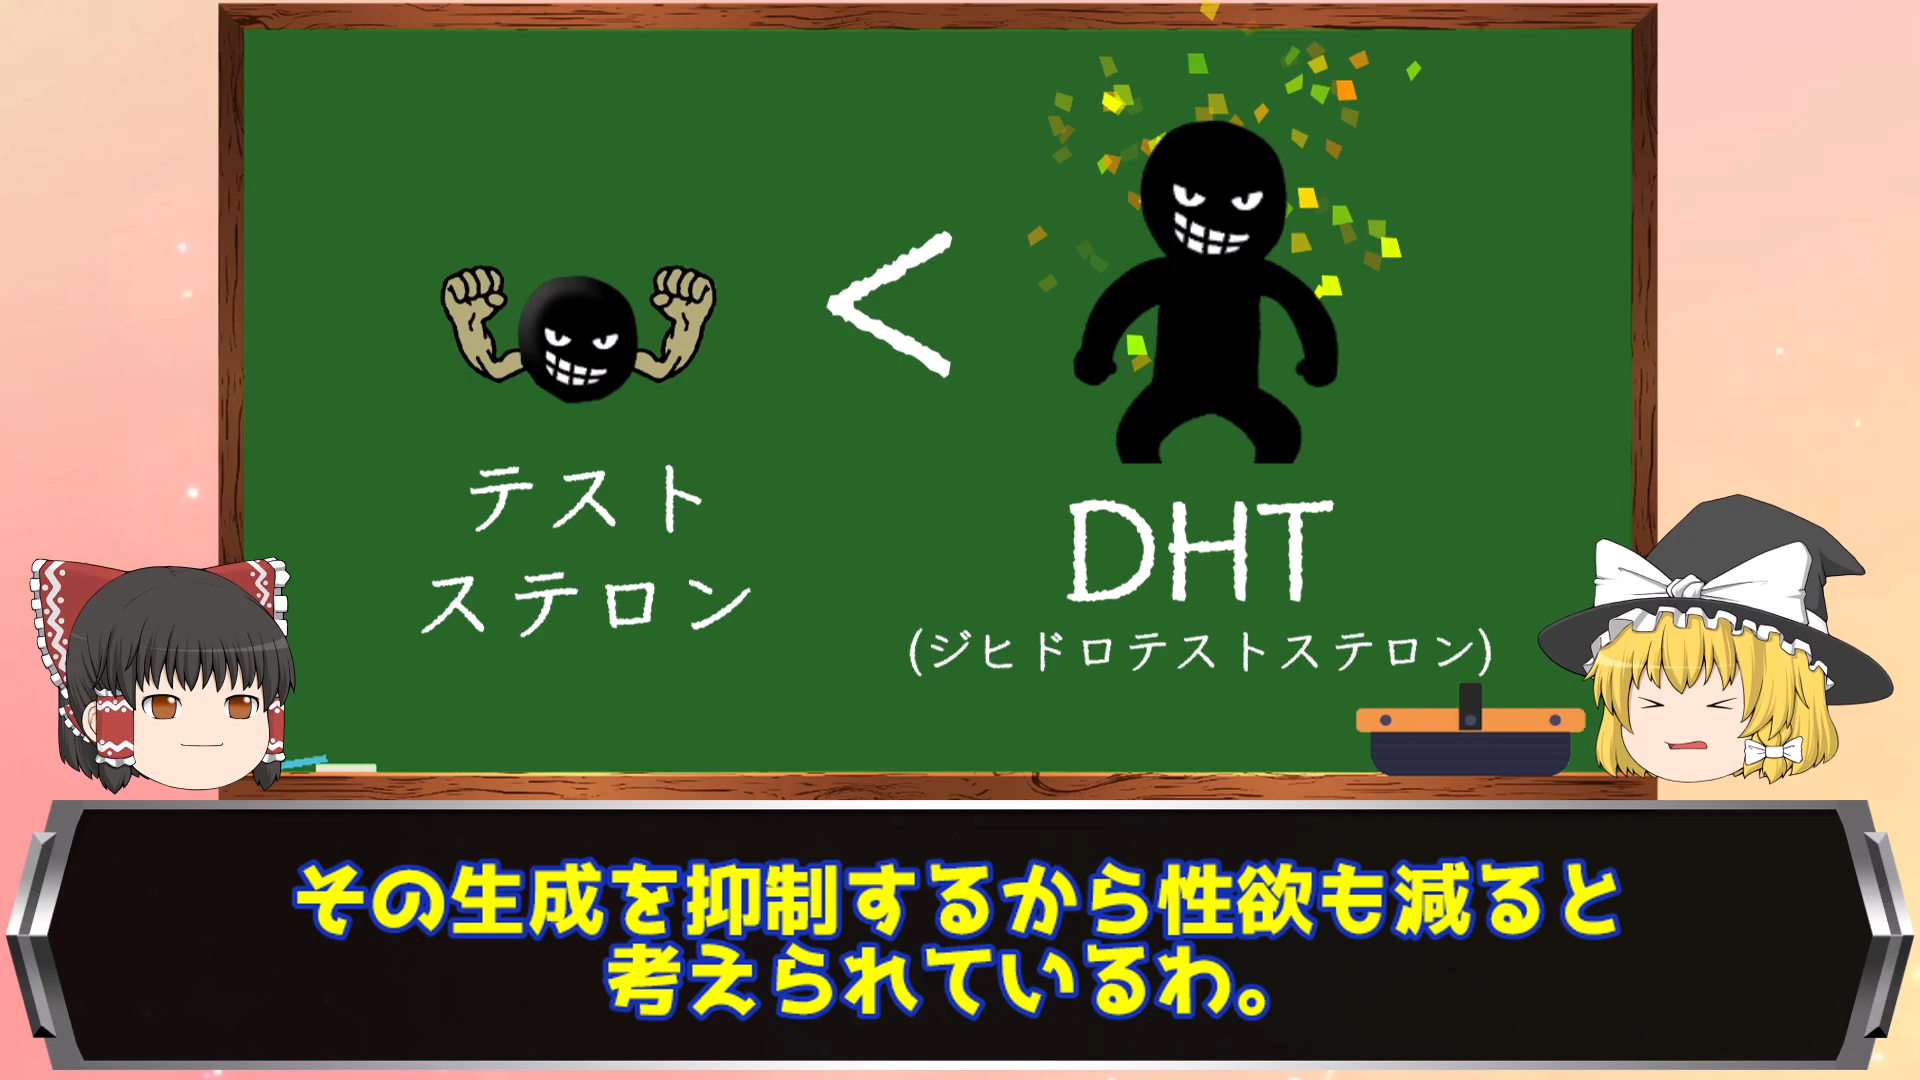 テスト
ステロン
<
DHT
(ジヒドロテストステロン)
その生成を抑制するから性欲も減ると
考えられているわ。